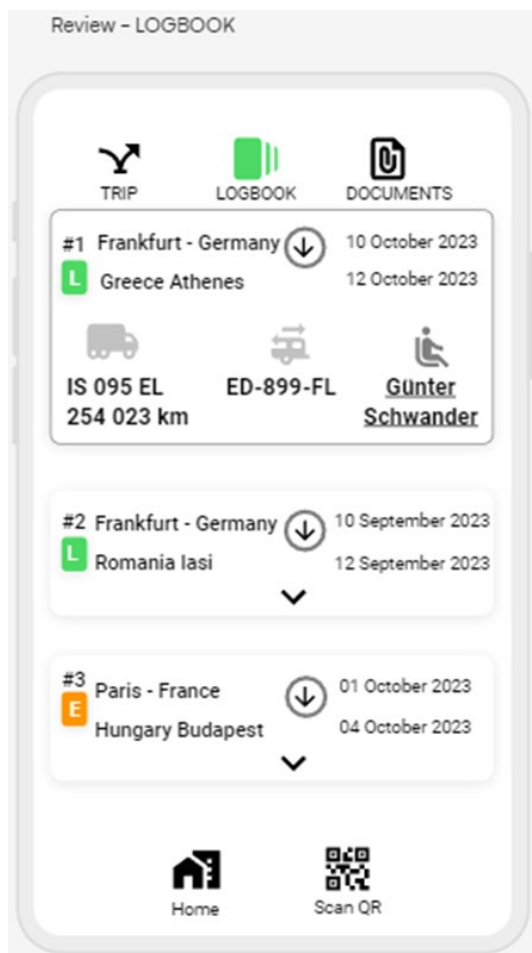 Review – LOGBOOK
TRIP LOGBOOK DOCUMENTS
#1 Frankfurt - Germany 10 October 2023
L Greece Athenes 12 October 2023
IS 095 EL ED-899-FL Günter
254 023 km Schwander
#2 Frankfurt - Germany 10 September 2023
L Romania Iasi 12 September 2023
#3 Paris - France 01 October 2023
E Hungary Budapest 04 October 2023
Home Scan QR